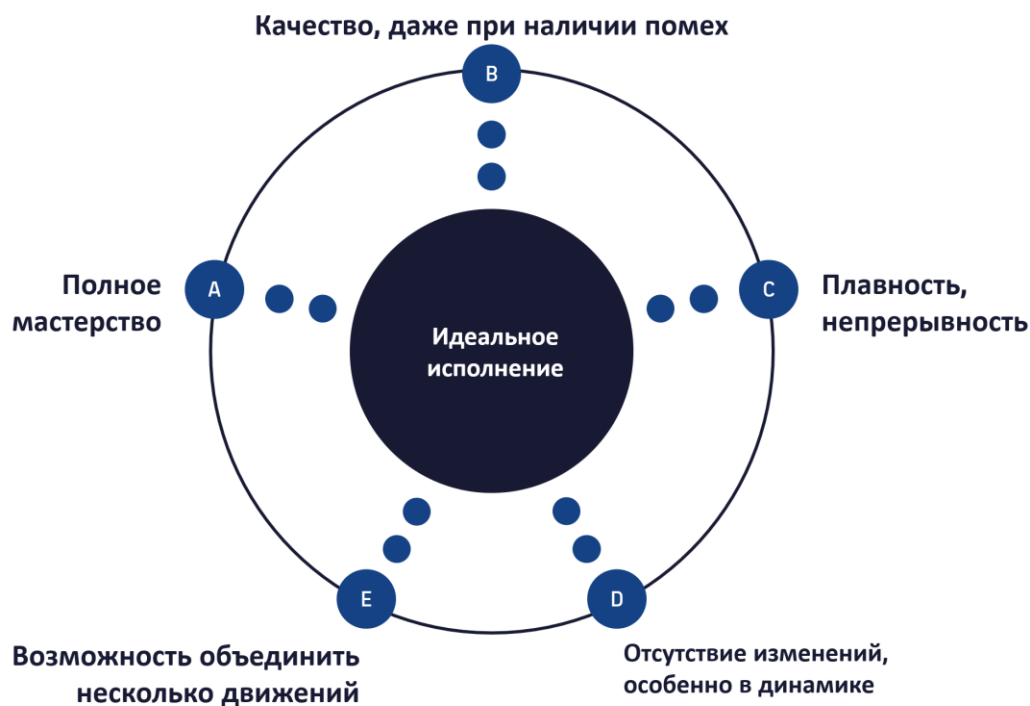 Качество, даже при наличии помех
B
Полное
мастерство
A
C
Плавность,
непрерывность
Идеальное
исполнение
E
D
Возможность объединить
несколько движений
Отсутствие изменений,
особенно в динамике